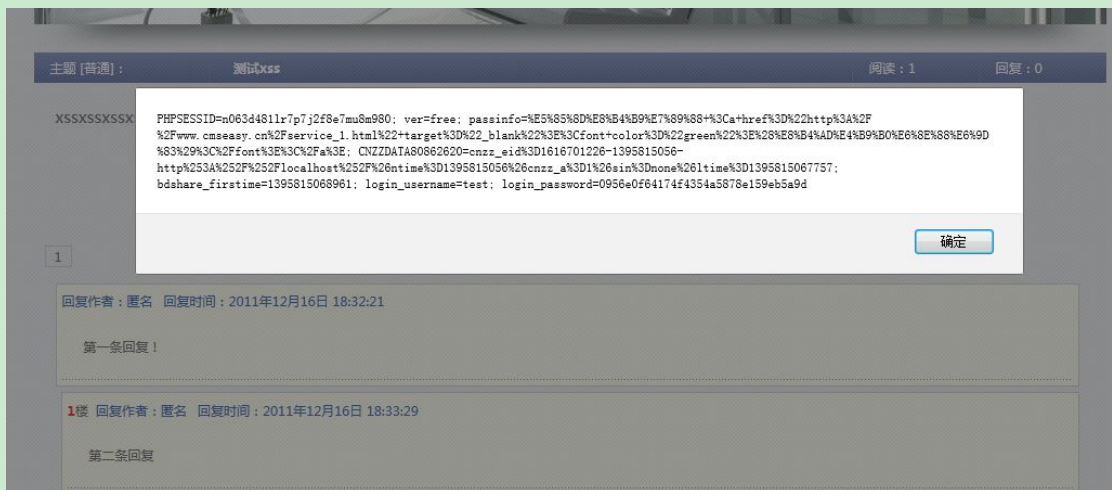 主题 [普通]： 测试xss 阅读：1 回复：0
XSSXSSXSSX
PHPSESSID=n063d4811r7p7j2f8e7mu8m980; ver=free; passinfo=%E5%85%8D%E8%B4%B9%E7%89%88+%3Ca+href%3D%22http%3A%2F
%2Fwww.cmseasy.cn%2Fservice_1.html%22+target%3D%22_blank%22%3E%3Cfont+color%3D%22green%22%3E%28%E8%B4%AD%E4%B9%B0%E6%8E%88%E6%9D
%83%29%3C%2Ffont%3E%3C%2Fa%3E; CNZZDATA80862620=cnzz_eid%3D1616701226-1395815056-
http%253A%252F%252Flocalhost%252F%26ntime%3D1395815056%26cnzz_a%3D1%26sin%3Dnone%26ltime%3D1395815067757;
bdshare_firstime=1395815068961; login_username=test; login_password=0956e0f64174f4354a5878e159eb5a9d
确定
1
回复作者：匿名 回复时间：2011年12月16日 18:32:21
第一条回复！
1楼 回复作者：匿名 回复时间：2011年12月16日 18:33:29
第二条回复